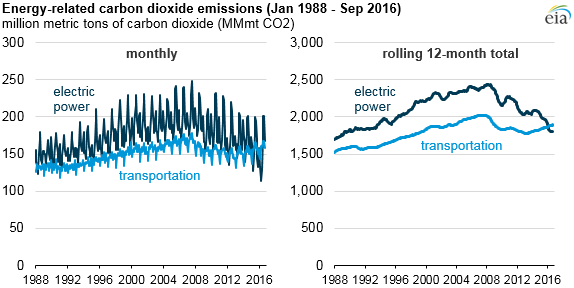 Energy-related carbon dioxide emissions (Jan 1988 - Sep 2016)
million metric tons of carbon dioxide (MMmt CO2)
eia
monthly
300
250
200
150
100
50
0
electric
power
transportation
1988 1992 1996 2000 2004 2008 2012 2016
rolling 12-month total
3,000
2,500
2,000
1,500
1,000
500
0
electric
power
transportation
1988 1992 1996 2000 2004 2008 2012 2016